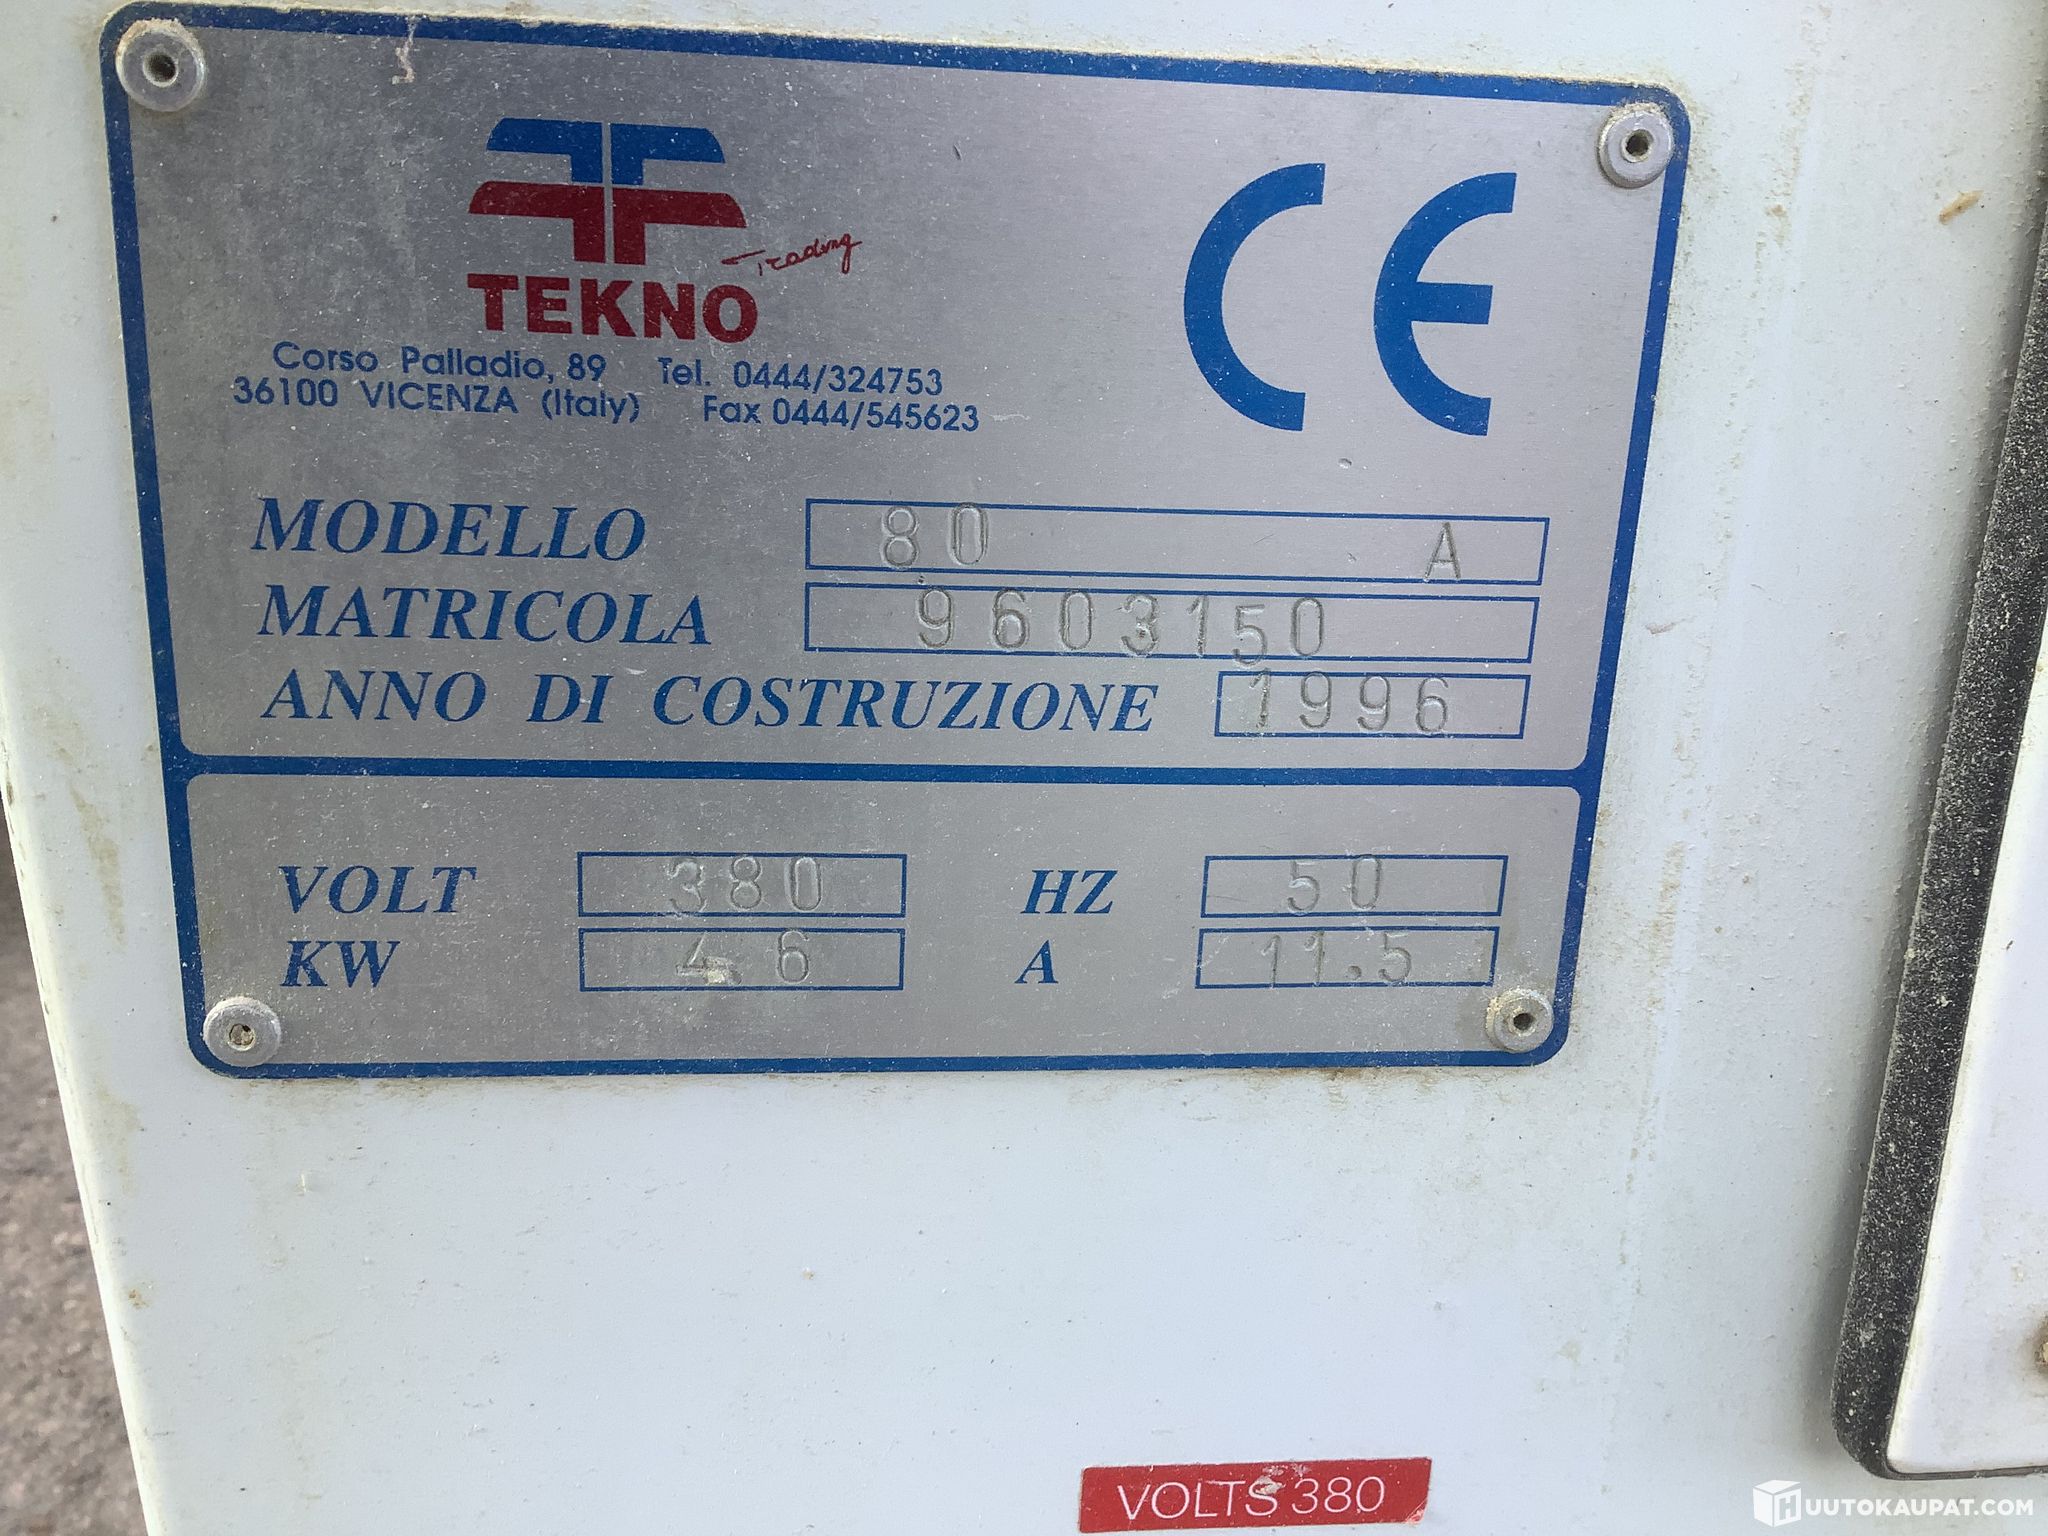 Trading
TEKNO
Corso Palladio, 89 Tel. 0444/324753
36100 VICENZA (Italy) Fax 0444/545623
CE
MODELLO 80 A
MATRICOLA 9603150
ANNO DI COSTRUZIONE 1996
VOLT 380 HZ 50
KW 4.6 A 11.5
VOLTS 380
HUUTOKAUPAT.COM